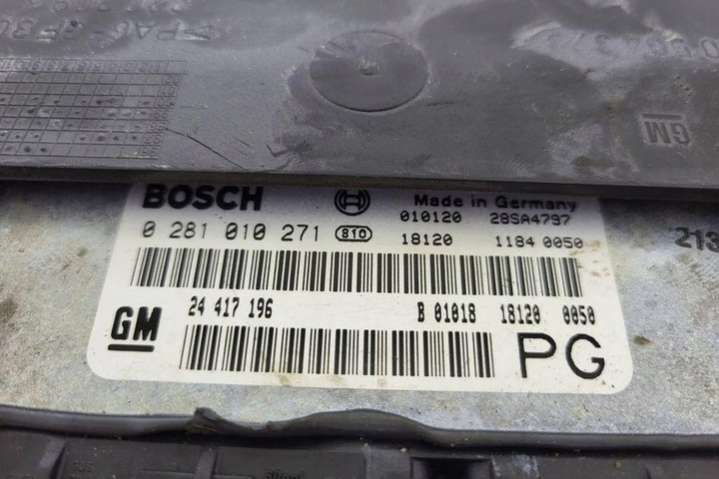 GM
BOSCH Made in Germany
010120 28SA4797
0 281 010 271 810 18120 1184 0050
213
GM 24 417 196 B 01018 18120 0050
PG